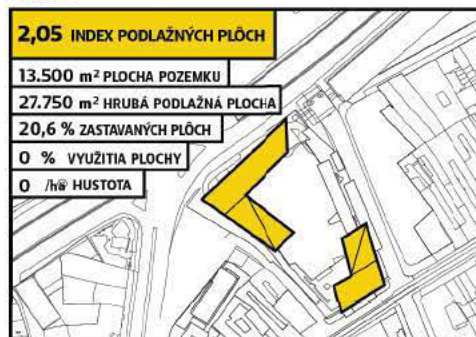 2,05 INDEX PODLAŽNÝCH PLÔCH
13.500 m² PLOCHA POZEMKU
27.750 m² HRUBÁ PODLAŽNÁ PLOCHA
20,6 % ZASTAVANÝCH PLÔCH
0 % VYUŽITIA PLOCHY
0 /ha HUSTOTA